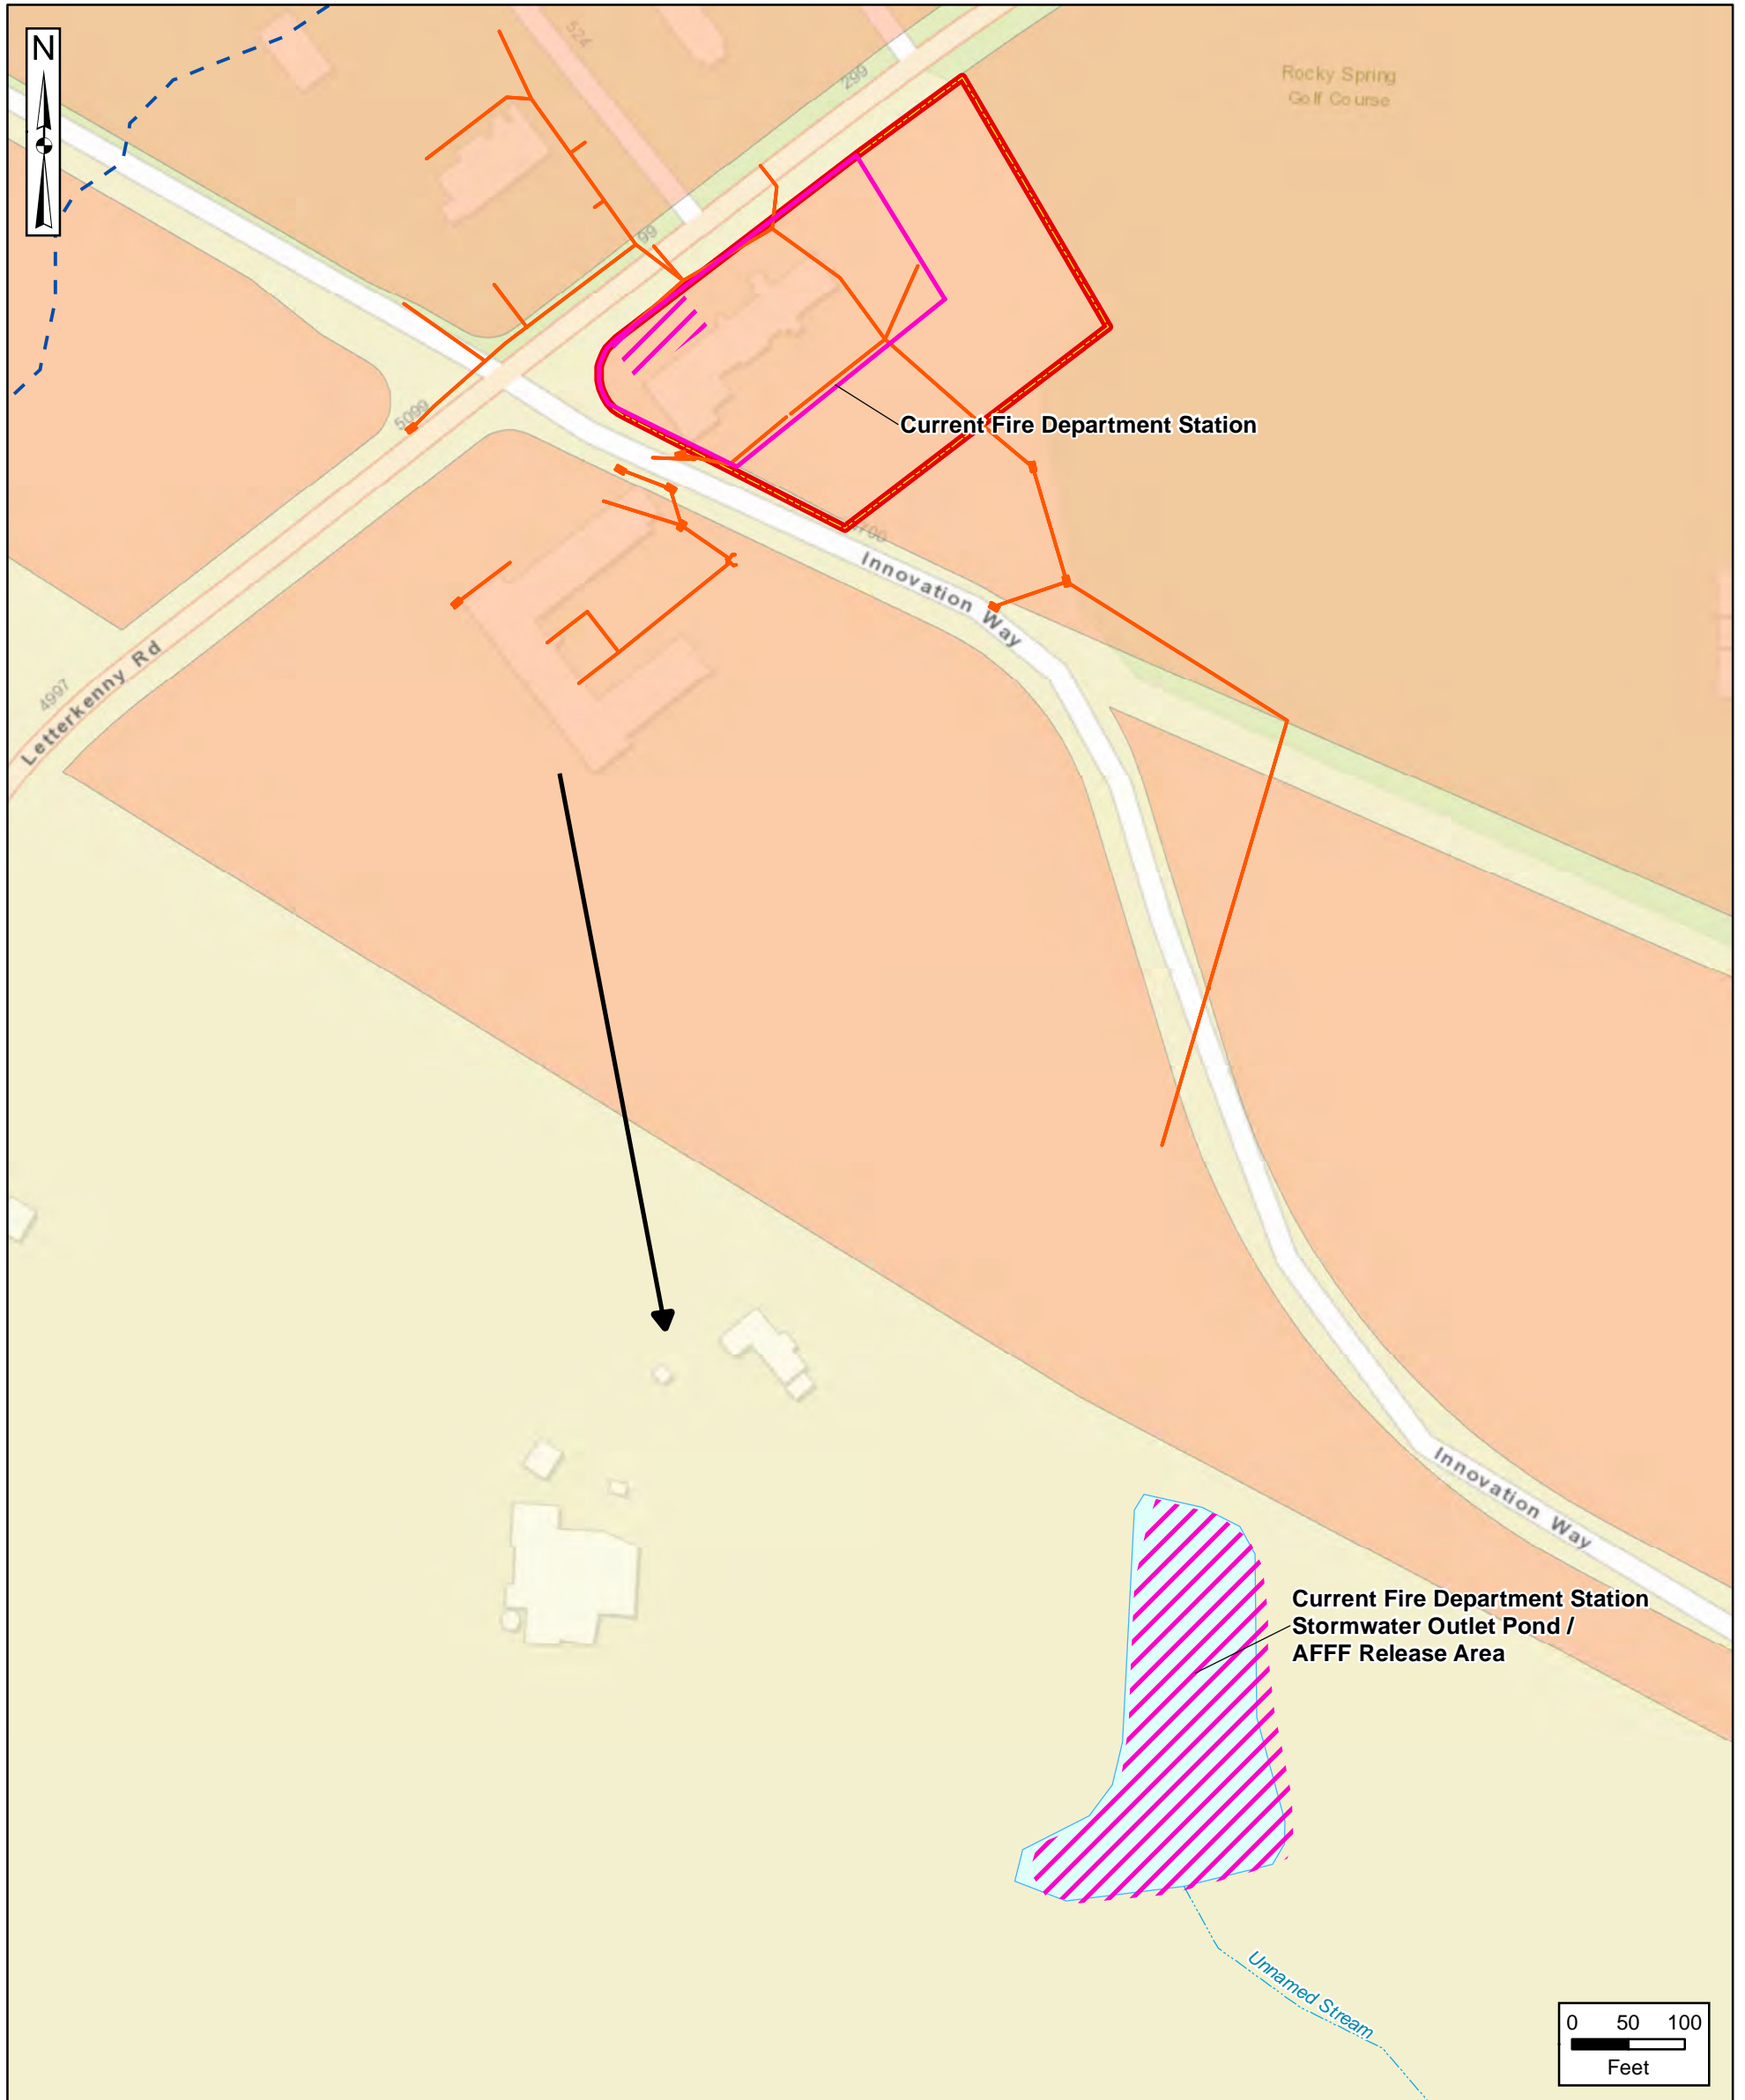 N
524
299
Rocky Spring
Golf Course
99
5099
Current Fire Department Station
Innovation Way
4997
Letterkenny Rd
Innovation Way
Current Fire Department Station
Stormwater Outlet Pond /
AFFF Release Area
Unnamed Stream
0 50 100
Feet